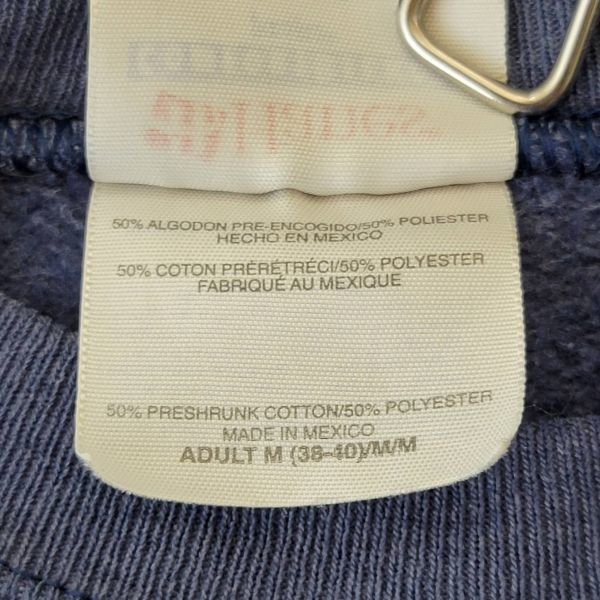 50% ALGODON PRE-ENCOGIDO/50% POLIESTER
HECHO EN MEXICO
50% COTON PRÉRÉTRÉCI/50% POLYESTER
FABRIQUÉ AU MEXIQUE
50% PRESHRUNK COTTON/50% POLYESTER
MADE IN MEXICO
ADULT M (38-40)/M/M